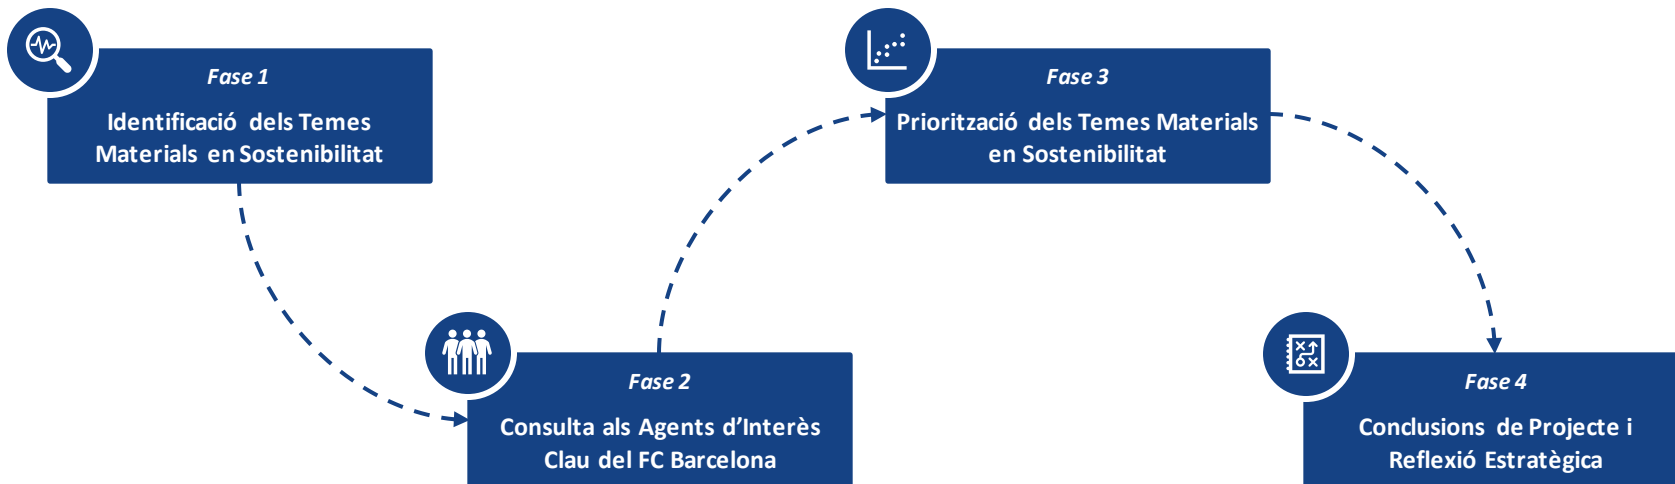 Fase 1
Identificació dels Temes
Materials en Sostenibilitat
Fase 2
Consulta als Agents d'Interès
Clau del FC Barcelona
Fase 3
Priorització dels Temes Materials
en Sostenibilitat
Fase 4
Conclusions de Projecte i
Reflexió Estratègica